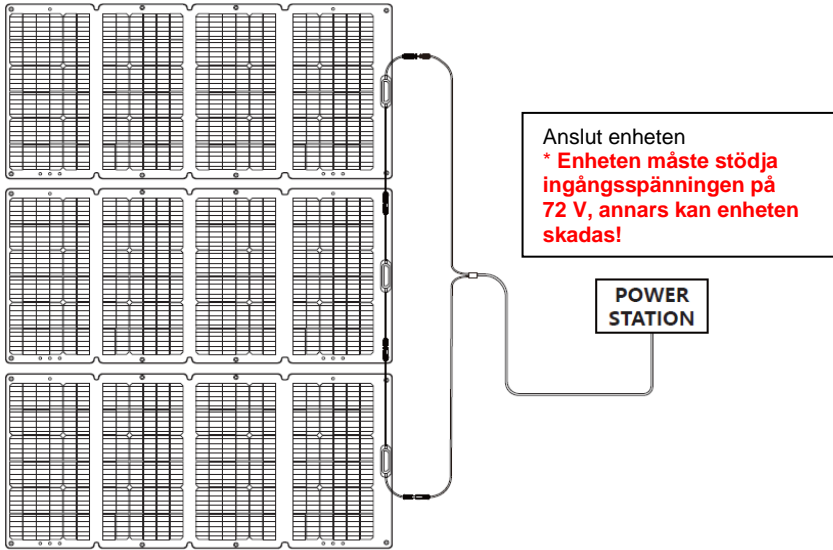 Anslut enheten
* Enheten måste stödja
ingångsspänningen på
72 V, annars kan enheten
skadas!
POWER
STATION